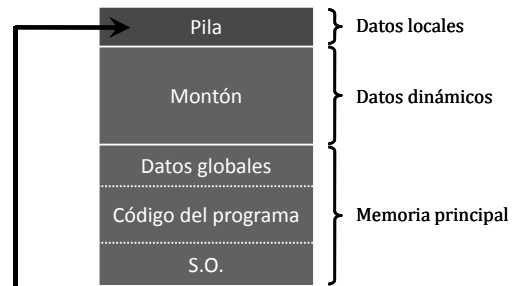 Pila
Datos locales
Montón
Datos dinámicos
Datos globales
Código del programa
Memoria principal
S.O.